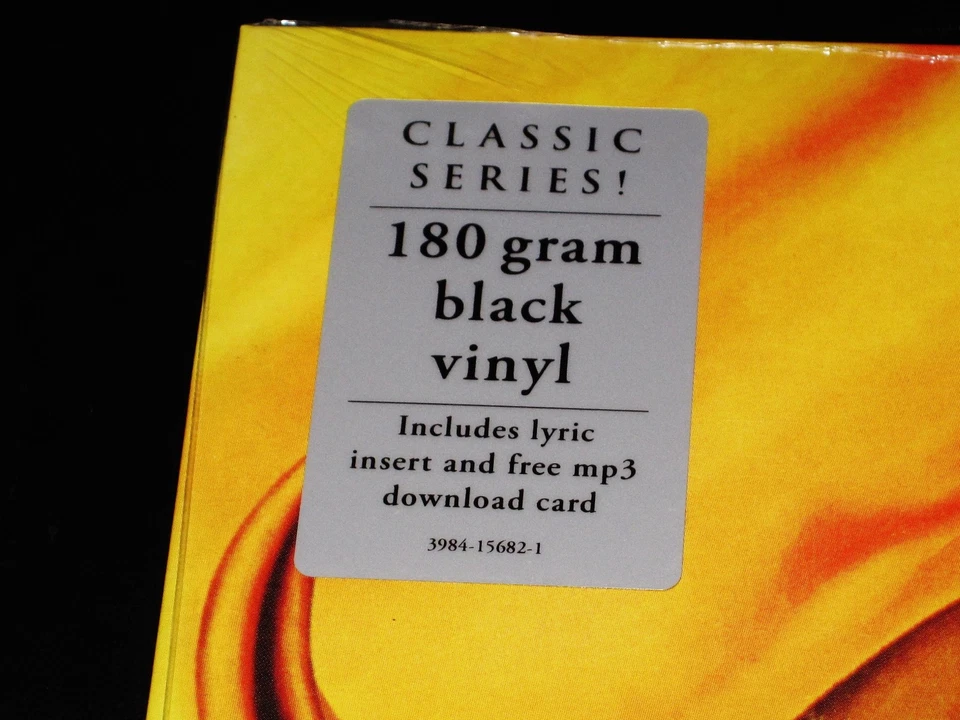 CLASSIC
SERIES!
180 gram
black
vinyl
Includes lyric
insert and free mp3
download card
3984-15682-1